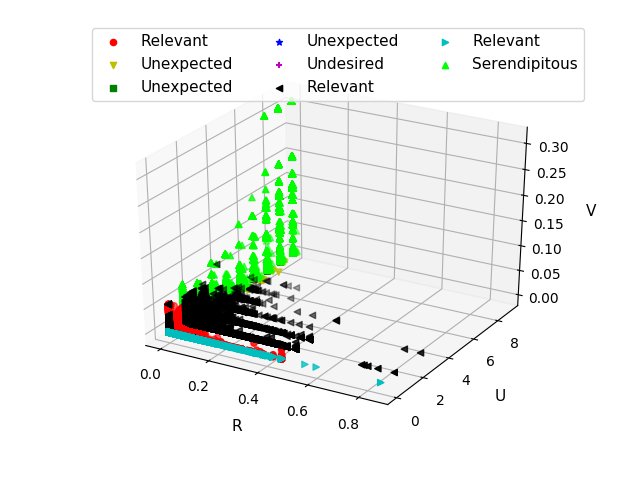 Relevant
Unexpected
Unexpected
Unexpected
Undesired
Relevant
Relevant
Serendipitous
0.30
0.25
0.20
0.15
0.10
0.05
0.00
V
0.0
0.2
0.4
0.6
0.8
R
0
2
4
6
8
U